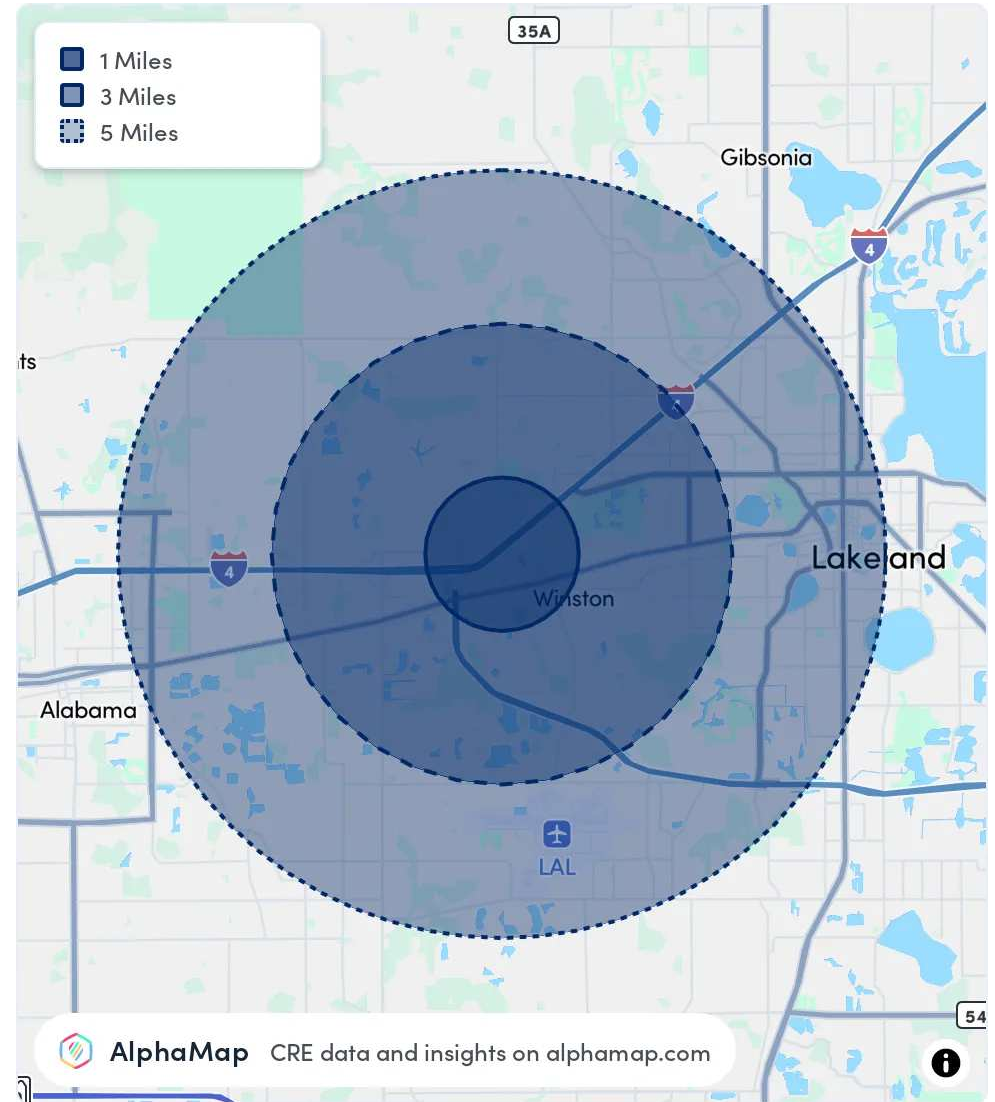 35A
1 Miles
3 Miles
5 Miles
Gibsonia
4
ts
4
4
Lakeland
Winston
Alabama
LAL
54
AlphaMap CRE data and insights on alphamap.com